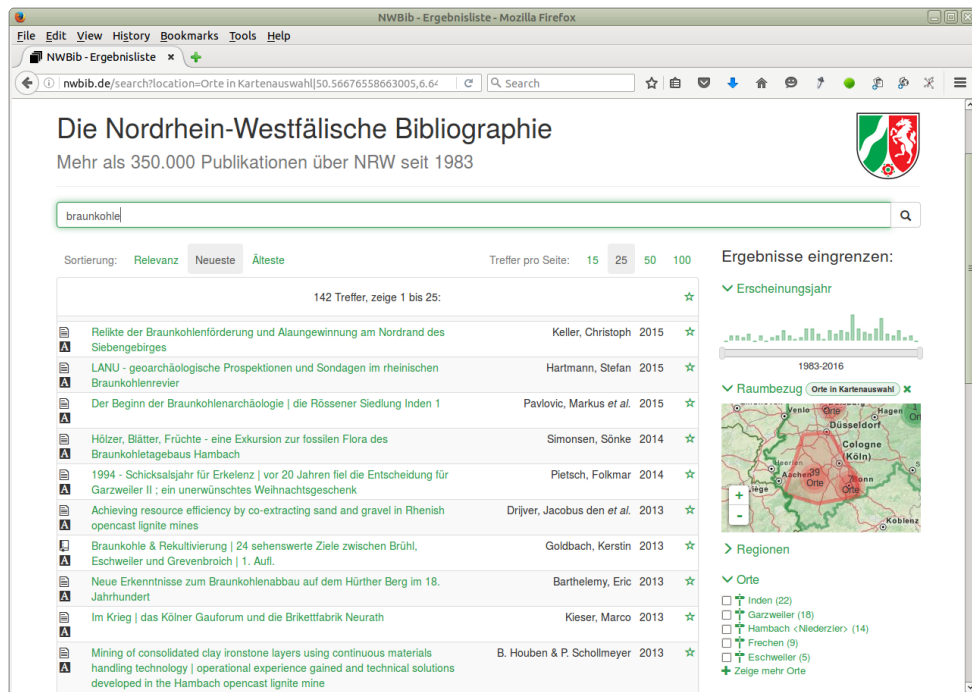 NWBib - Ergebnisliste - Mozilla Firefox
File Edit View History Bookmarks Tools Help
NWBib - Ergebnisliste
nwbib.de/search?location=Orte in Kartenauswahl|50.56676558663005,6.64
Search
Die Nordrhein-Westfälische Bibliographie
Mehr als 350.000 Publikationen über NRW seit 1983
braunkohle
Sortierung: Relevanz Neueste Älteste Treffer pro Seite: 15 25 50 100
142 Treffer, zeige 1 bis 25:
Relikte der Braunkohlenförderung und Alaungewinnung am Nordrand des Keller, Christoph 2015
Siebengebirges
LANU - geoarchäologische Prospektionen und Sondagen im rheinischen Hartmann, Stefan 2015
Braunkohlenrevier
Der Beginn der Braunkohlenarchäologie | die Rössener Siedlung Inden 1 Pavlovic, Markus et al. 2015
Hölzer, Blätter, Früchte - eine Exkursion zur fossilen Flora des Simonsen, Sönke 2014
Braunkohletagebaus Hambach
1994 - Schicksalsjahr für Erkelenz | vor 20 Jahren fiel die Entscheidung für Pietsch, Folkmar 2014
Garzweiler II ; ein unerwünschtes Weihnachtsgeschenk
Achieving resource efficiency by co-extracting sand and gravel in Rhenish Drijver, Jacobus den et al. 2013
opencast lignite mines
Braunkohle & Rekultivierung | 24 sehenswerte Ziele zwischen Brühl, Goldbach, Kerstin 2013
Eschweiler und Grevenbroich | 1. Aufl.
Neue Erkenntnisse zum Braunkohlenabbau auf dem Hürther Berg im 18. Barthelemy, Eric 2013
Jahrhundert
Im Krieg | das Kölner Gauforum und die Brikettfabrik Neurath Kieser, Marco 2013
Mining of consolidated clay ironstone layers using continuous materials B. Houben & P. Schollmeyer 2013
handling technology | operational experience gained and technical solutions
developed in the Hambach opencast lignite mine
Ergebnisse eingrenzen:
Erscheinungsjahr
1983-2016
Raumbezug Orte in Kartenauswahl
Venlo Orte Hagen
Düsseldorf
Cologne
(Köln)
Heerlen
Aachen 39 Orte
Bonn
Orte
Liège
Koblenz
+
-
Regionen
Orte
Inden (22)
Garzweiler (18)
Hambach <Niederzier> (14)
Frechen (9)
Eschweiler (5)
Zeige mehr Orte